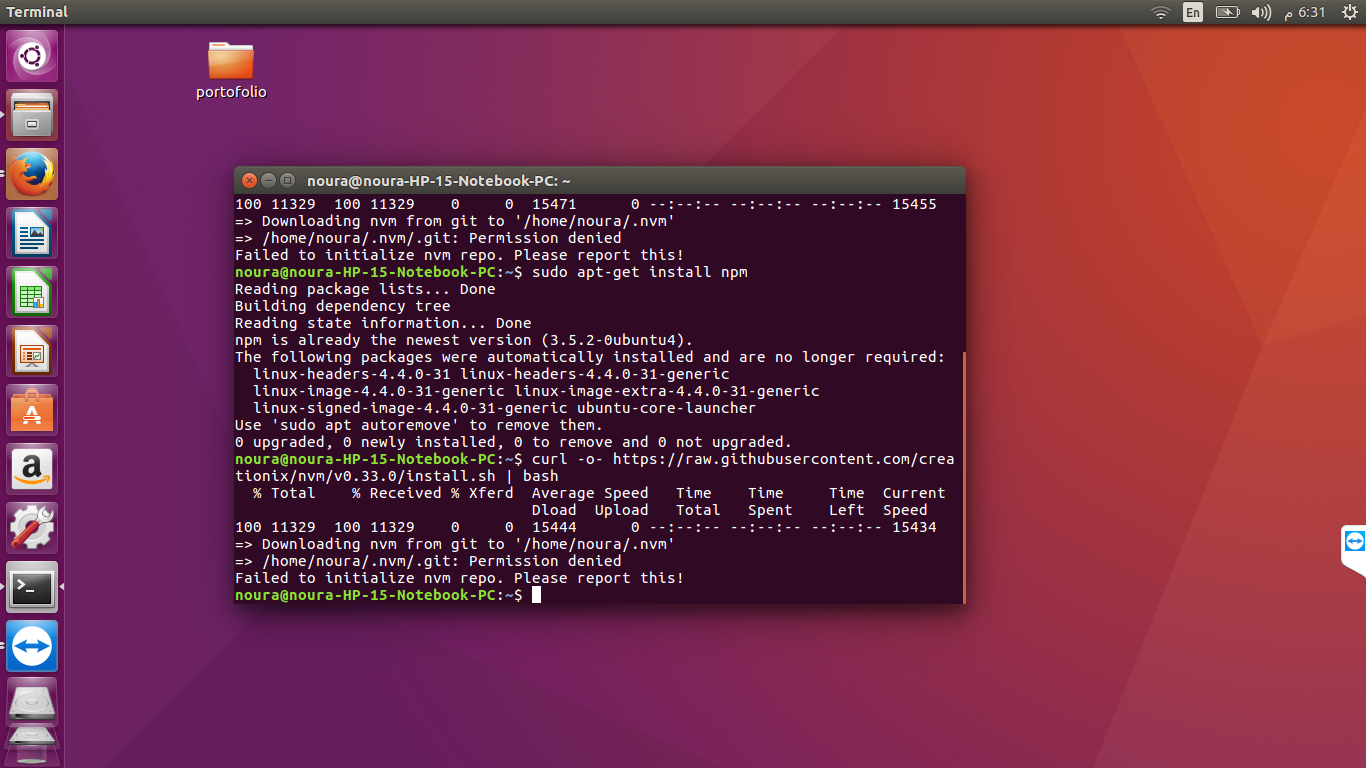 Terminal
En
6:31 م
portofolio
noura@noura-HP-15-Notebook-PC: ~
100 11329  100 11329    0     0  15471      0 --:--:-- --:--:-- --:--:-- 15455
=> Downloading nvm from git to '/home/noura/.nvm'
=> /home/noura/.nvm/.git: Permission denied
Failed to initialize nvm repo. Please report this!
noura@noura-HP-15-Notebook-PC:~$ sudo apt-get install npm
Reading package lists... Done
Building dependency tree
Reading state information... Done
npm is already the newest version (3.5.2-0ubuntu4).
The following packages were automatically installed and are no longer required:
  linux-headers-4.4.0-31 linux-headers-4.4.0-31-generic
  linux-image-4.4.0-31-generic linux-image-extra-4.4.0-31-generic
  linux-signed-image-4.4.0-31-generic ubuntu-core-launcher
Use 'sudo apt autoremove' to remove them.
0 upgraded, 0 newly installed, 0 to remove and 0 not upgraded.
noura@noura-HP-15-Notebook-PC:~$ curl -o- https://raw.githubusercontent.com/crea
tionix/nvm/v0.33.0/install.sh | bash
  % Total    % Received % Xferd  Average Speed   Time    Time     Time  Current
                                 Dload  Upload   Total   Spent    Left  Speed
100 11329  100 11329    0     0  15444      0 --:--:-- --:--:-- --:--:-- 15434
=> Downloading nvm from git to '/home/noura/.nvm'
=> /home/noura/.nvm/.git: Permission denied
Failed to initialize nvm repo. Please report this!
noura@noura-HP-15-Notebook-PC:~$